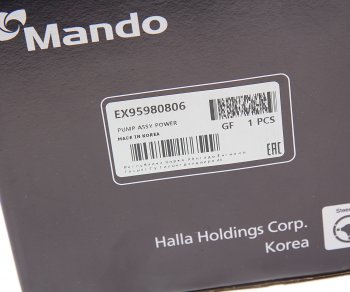 Mando
EX95980806
PUMP ASSY POWER
MADE IN KOREA
GF 1 PCS
EAC
Halla Holdings Corp.
Korea